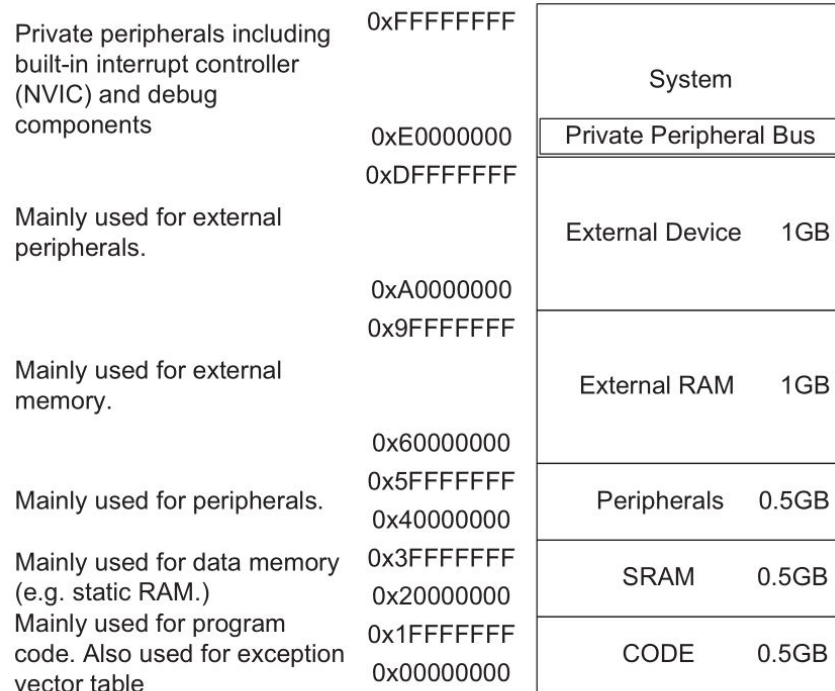 Private peripherals including
built-in interrupt controller
(NVIC) and debug
components
0xFFFFFFFF
0xE0000000
System
Private Peripheral Bus
Mainly used for external
peripherals.
0xDFFFFFFF
0xA0000000
External Device 1GB
Mainly used for external
memory.
0x9FFFFFFF
0x60000000
External RAM 1GB
Mainly used for peripherals.
0x5FFFFFFF
0x40000000
Peripherals 0.5GB
Mainly used for data memory
(e.g. static RAM.)
0x3FFFFFFF
0x20000000
SRAM 0.5GB
Mainly used for program
code. Also used for exception
vector table
0x1FFFFFFF
0x00000000
CODE 0.5GB